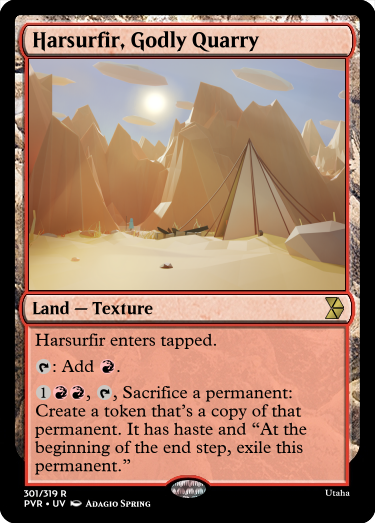 Harsurfir, Godly Quarry
Land — Texture
Harsurfir enters tapped.
: Add .
1, , Sacrifice a permanent:
Create a token that's a copy of that
permanent. It has haste and “At the
beginning of the end step, exile this
permanent.”
301/319 R
PVR • UV Adagio Spring
Utaha